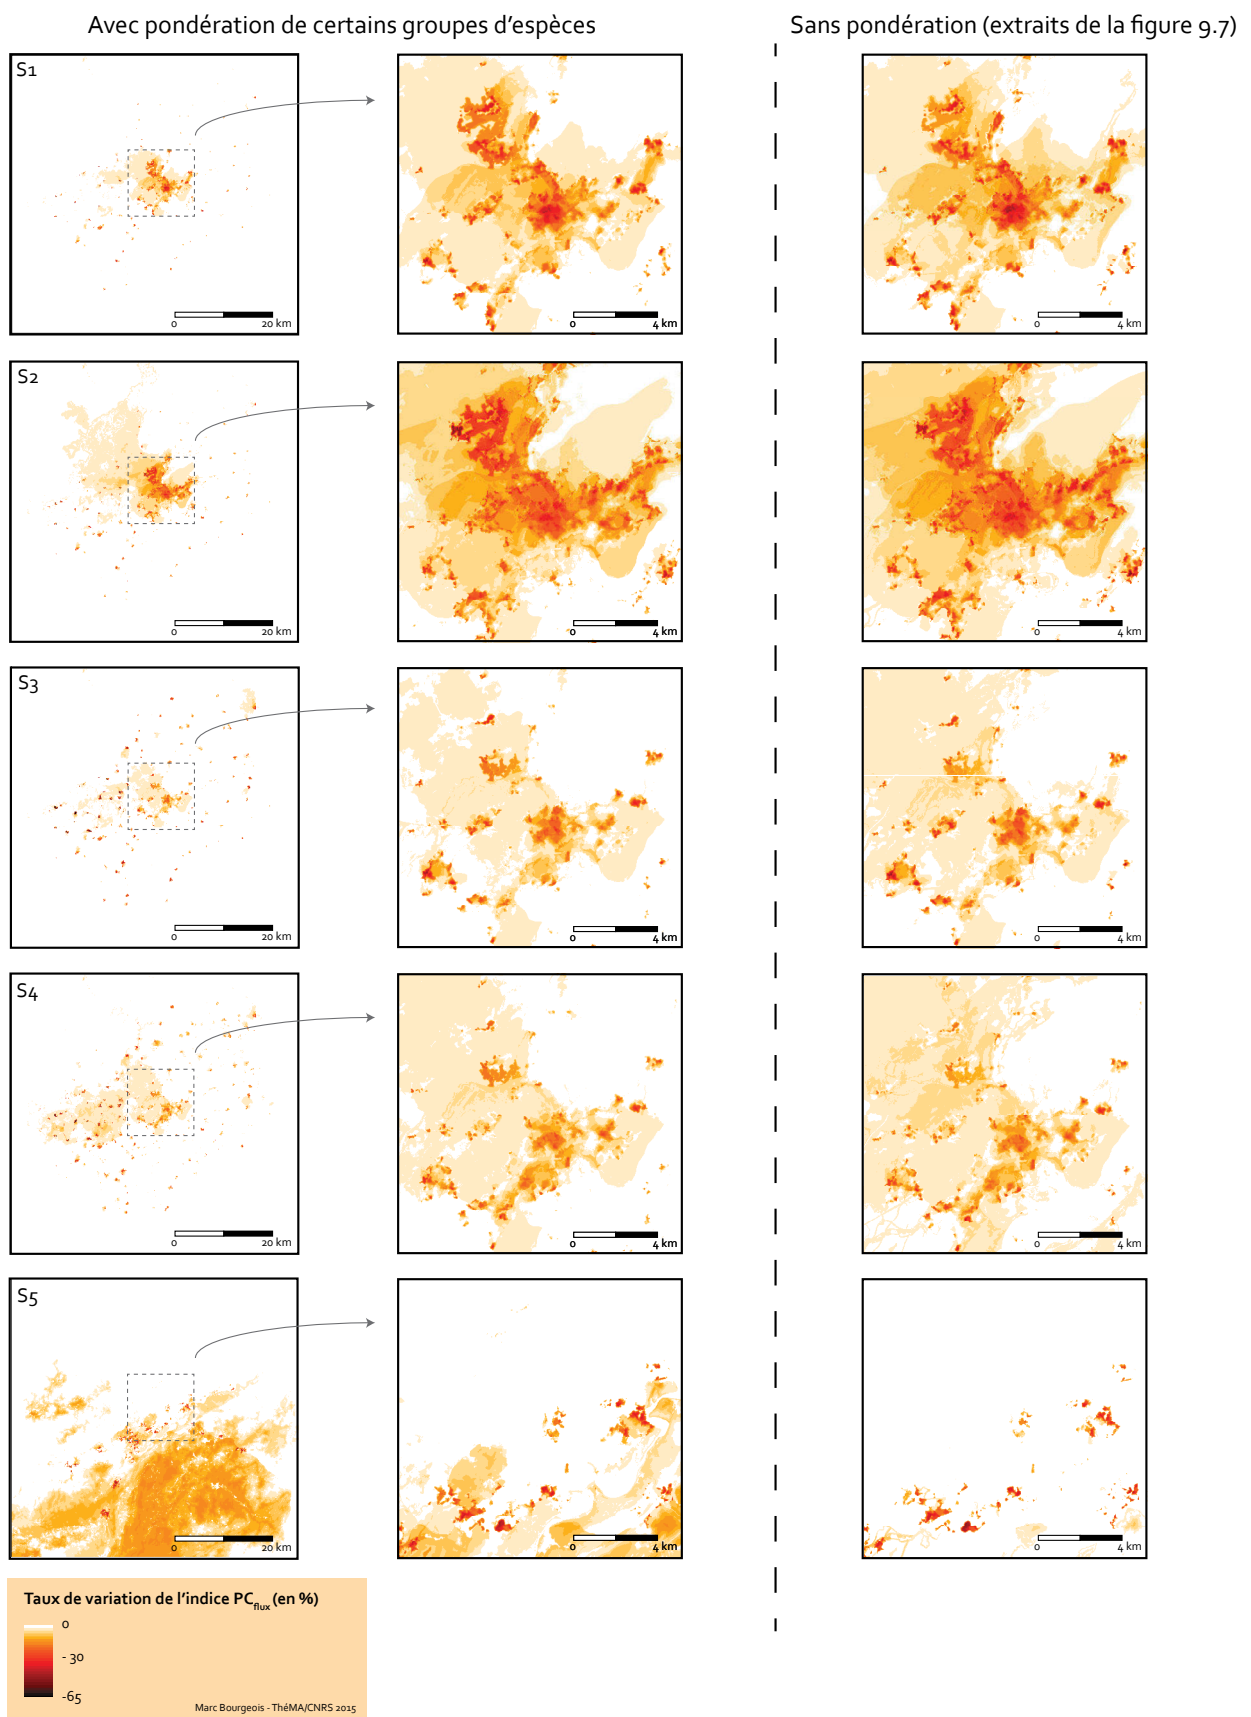 Avec pondération de certains groupes d'espèces
Sans pondération (extraits de la figure 9.7)
S1
0 20 km
0 4 km
0 4 km
S2
0 20 km
0 4 km
0 4 km
S3
0 20 km
0 4 km
0 4 km
S4
0 20 km
0 4 km
0 4 km
S5
0 20 km
0 4 km
0 4 km
Taux de variation de l'indice PCflux (en %)
0
- 30
-65
Marc Bourgeois - ThéMA/CNRS 2015